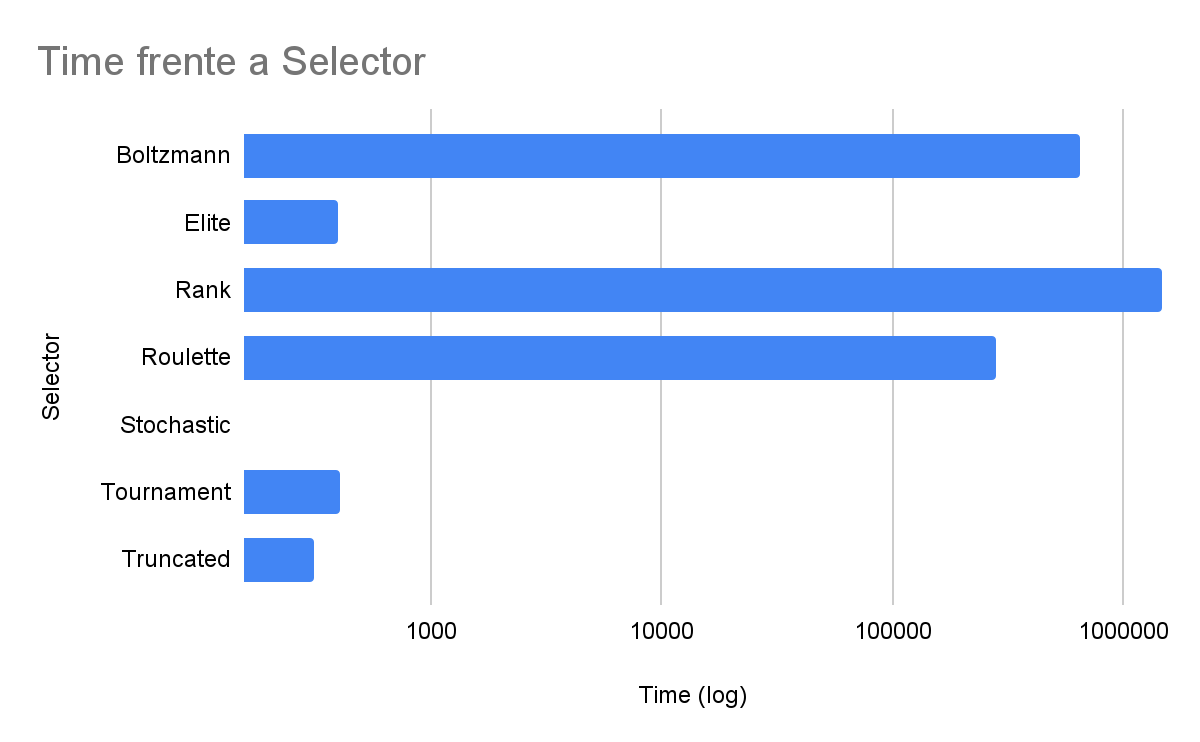 Time frente a Selector
Selector
Boltzmann
Elite
Rank
Roulette
Stochastic
Tournament
Truncated
1000
10000
100000
1000000
Time (log)